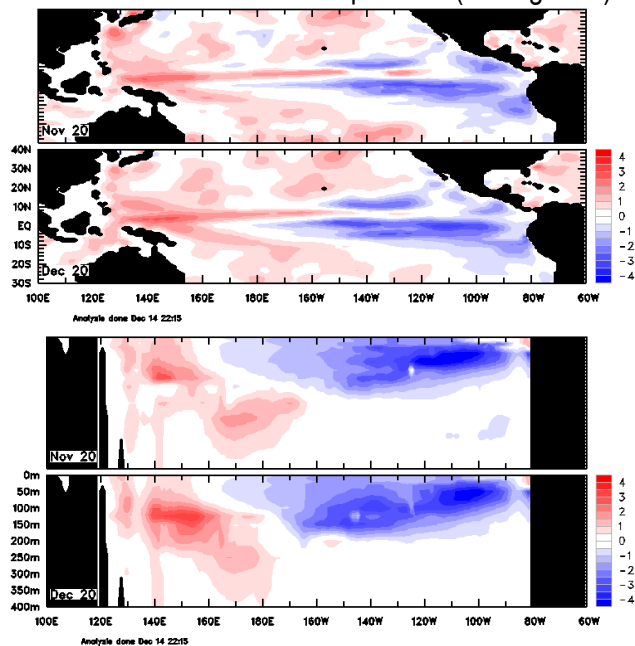 Nov 20
40N
30N
20N
10N
EQ
10S
20S
30S
Dec 20
4
3
2
1
0
-1
-2
-3
-4
100E 120E 140E 160E 180E 160W 140W 120W 100W 80W 60W
Analysis done Dec 14 22:15
Nov 20
0m
50m
100m
150m
200m
250m
300m
350m
400m
Dec 20
4
3
2
1
0
-1
-2
-3
-4
100E 120E 140E 160E 180E 160W 140W 120W 100W 80W 60W
Analysis done Dec 14 22:15